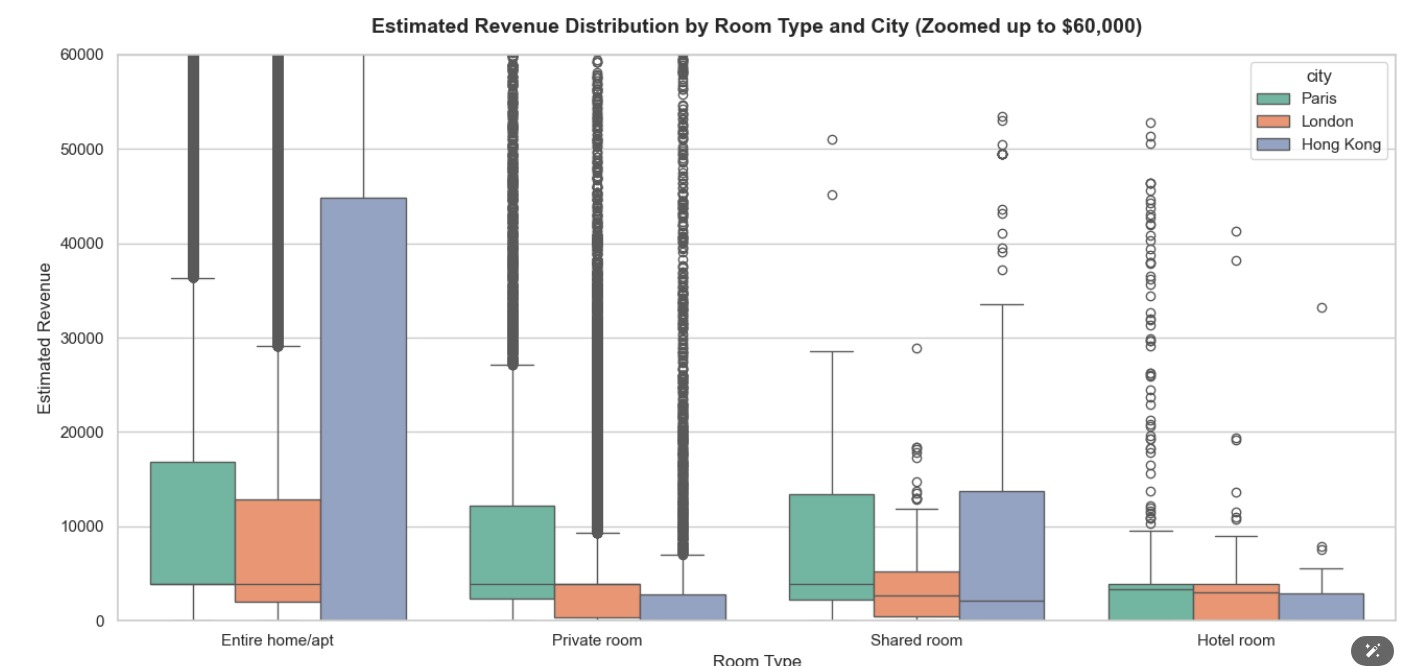 Estimated Revenue Distribution by Room Type and City (Zoomed up to $60,000)
60000
50000
40000
30000
20000
10000
0
Estimated Revenue
city
Paris
London
Hong Kong
Entire home/apt
Private room
Shared room
Hotel room
Room Type